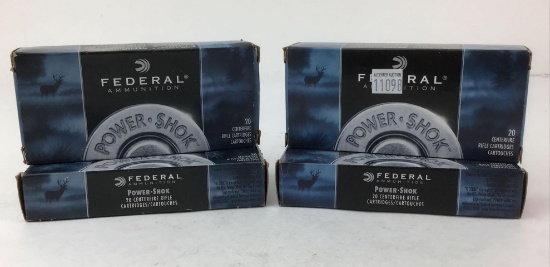 FEDERAL®
AMMUNITION
POWER·SHOK
20
CENTERFIRE
RIFLE CARTRIDGES
CARTOUCHES
FEDERAL
AMMUNITION
POWER-SHOK
20 CENTERFIRE RIFLE
CARTRIDGES/CARTOUCHES
FEDERAL®
AMMUNITION
11098
POWER·SHOK
20
CENTERFIRE
RIFLE CARTRIDGES
CARTOUCHES
FEDERAL
AMMUNITION
POWER-SHOK
20 CENTERFIRE RIFLE
CARTRIDGES/CARTOUCHES